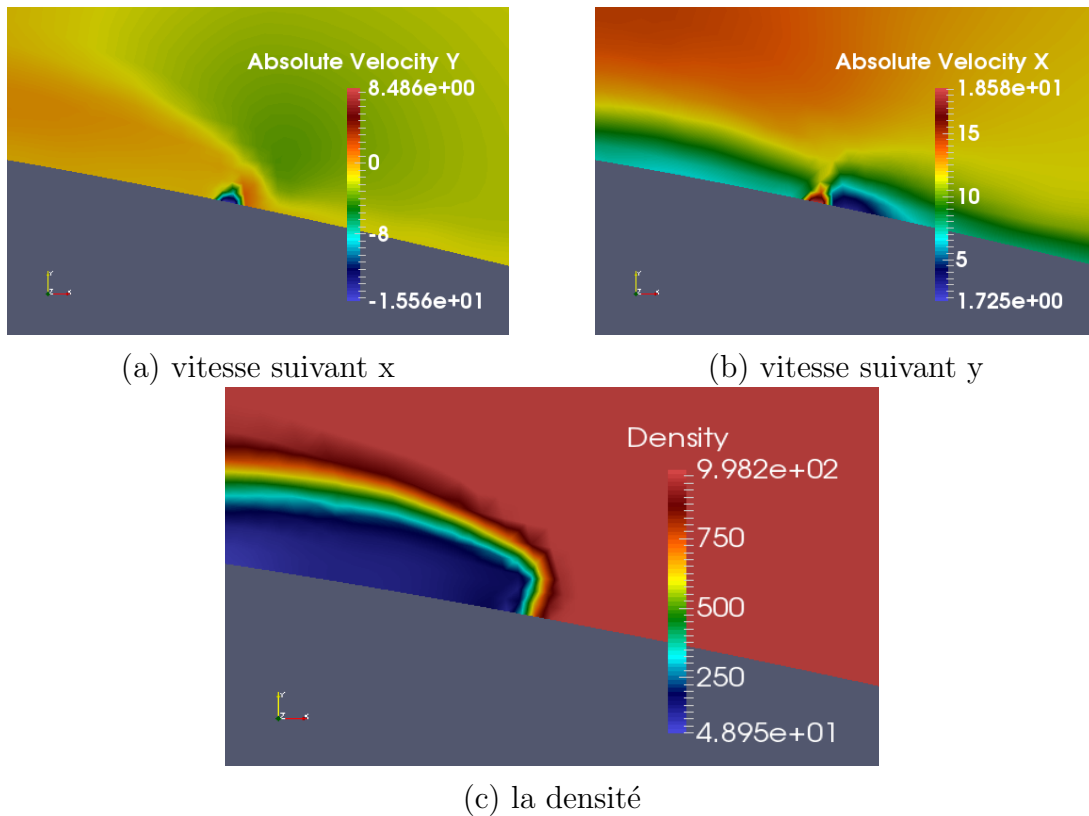 Absolute Velocity Y
8.486e+00
0
-8
-1.556e+01
Y
Z x
(a) vitesse suivant x
Absolute Velocity X
1.858e+01
15
10
5
1.725e+00
Y
Z x
(b) vitesse suivant y
Density
9.982e+02
750
500
250
4.895e+01
Y
Z x
(c) la densité